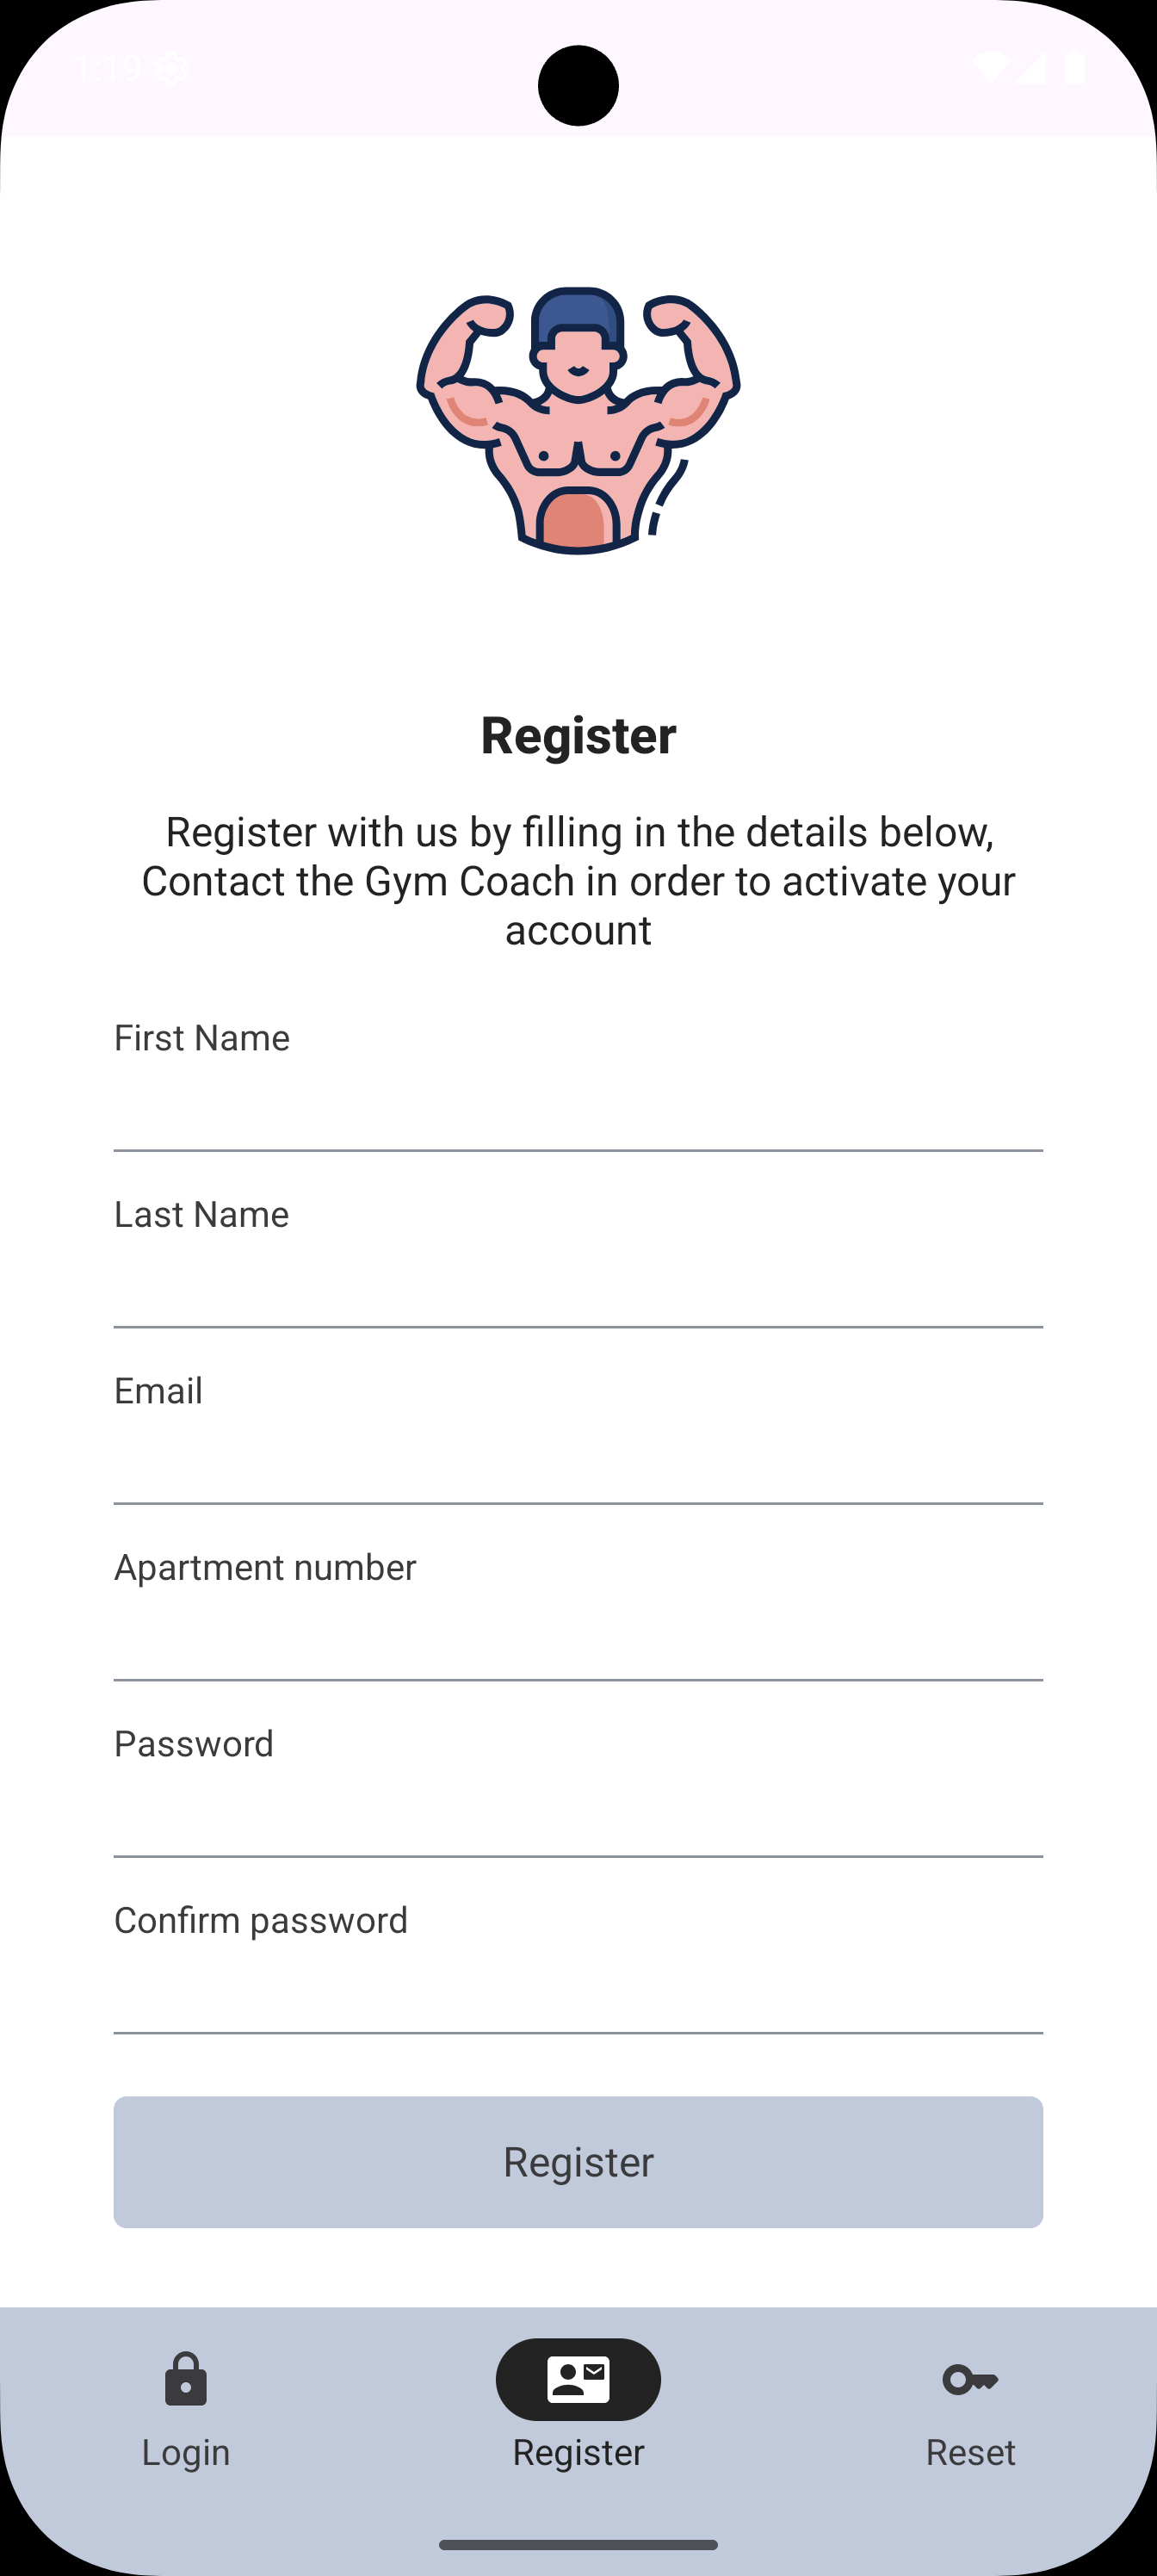 1:19
Register
Register with us by filling in the details below,
Contact the Gym Coach in order to activate your
account
First Name
Last Name
Email
Apartment number
Password
Confirm password
Register
Login
Register
Reset